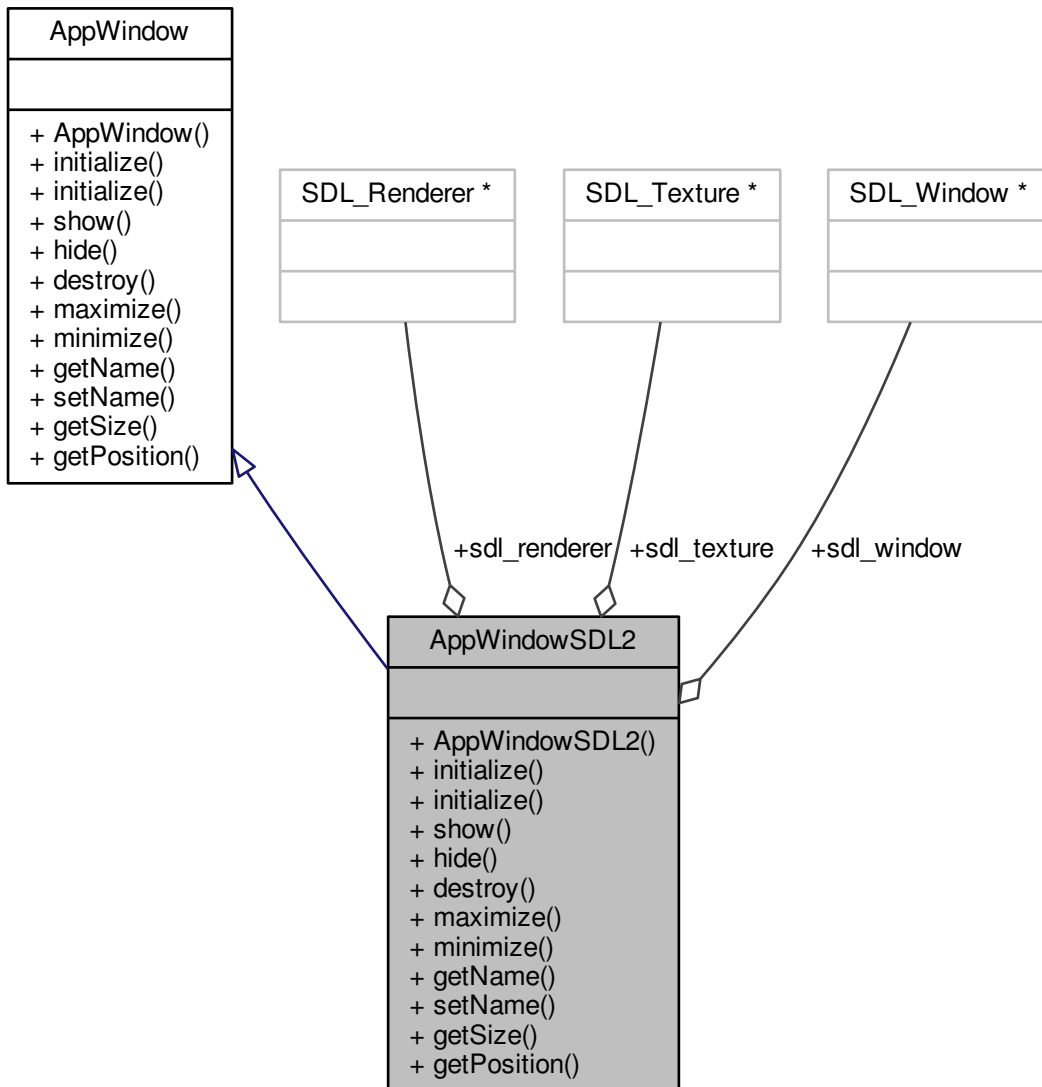 AppWindow
+ AppWindow()
+ initialize()
+ initialize()
+ show()
+ hide()
+ destroy()
+ maximize()
+ minimize()
+ getName()
+ setName()
+ getSize()
+ getPosition()
SDL_Renderer *
SDL_Texture *
SDL_Window *
+sdl_renderer
+sdl_texture
+sdl_window
AppWindowSDL2
+ AppWindowSDL2()
+ initialize()
+ initialize()
+ show()
+ hide()
+ destroy()
+ maximize()
+ minimize()
+ getName()
+ setName()
+ getSize()
+ getPosition()